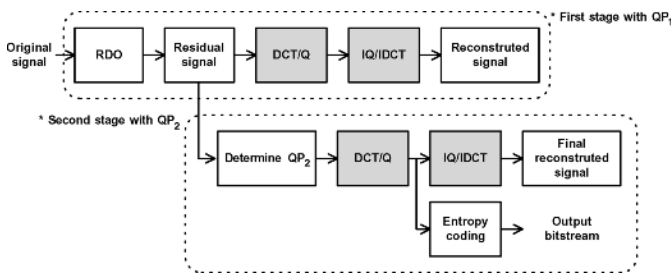 * First stage with QP1
Original
signal
RDO
Residual
signal
DCT/Q
IQ/IDCT
Reconstruted
signal
* Second stage with QP2
Determine QP2
DCT/Q
IQ/IDCT
Final
reconstruted
signal
Entropy
coding
Output
bitstream